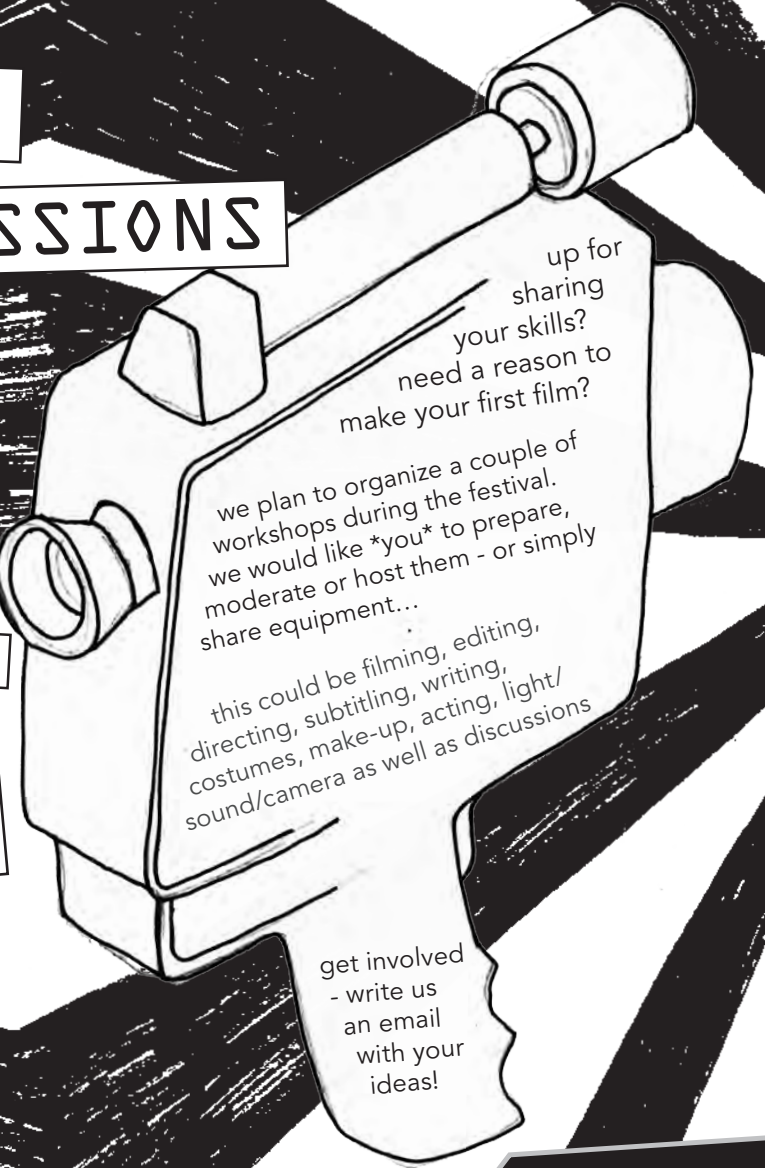 SSIONS
up for
sharing
your skills?
need a reason to
make your first film?
we plan to organize a couple of
workshops during the festival.
we would like *you* to prepare,
moderate or host them - or simply
share equipment...
this could be filming, editing,
directing, subtitling, writing,
costumes, make-up, acting, light/
sound/camera as well as discussions
get involved
- write us
an email
with your
ideas!